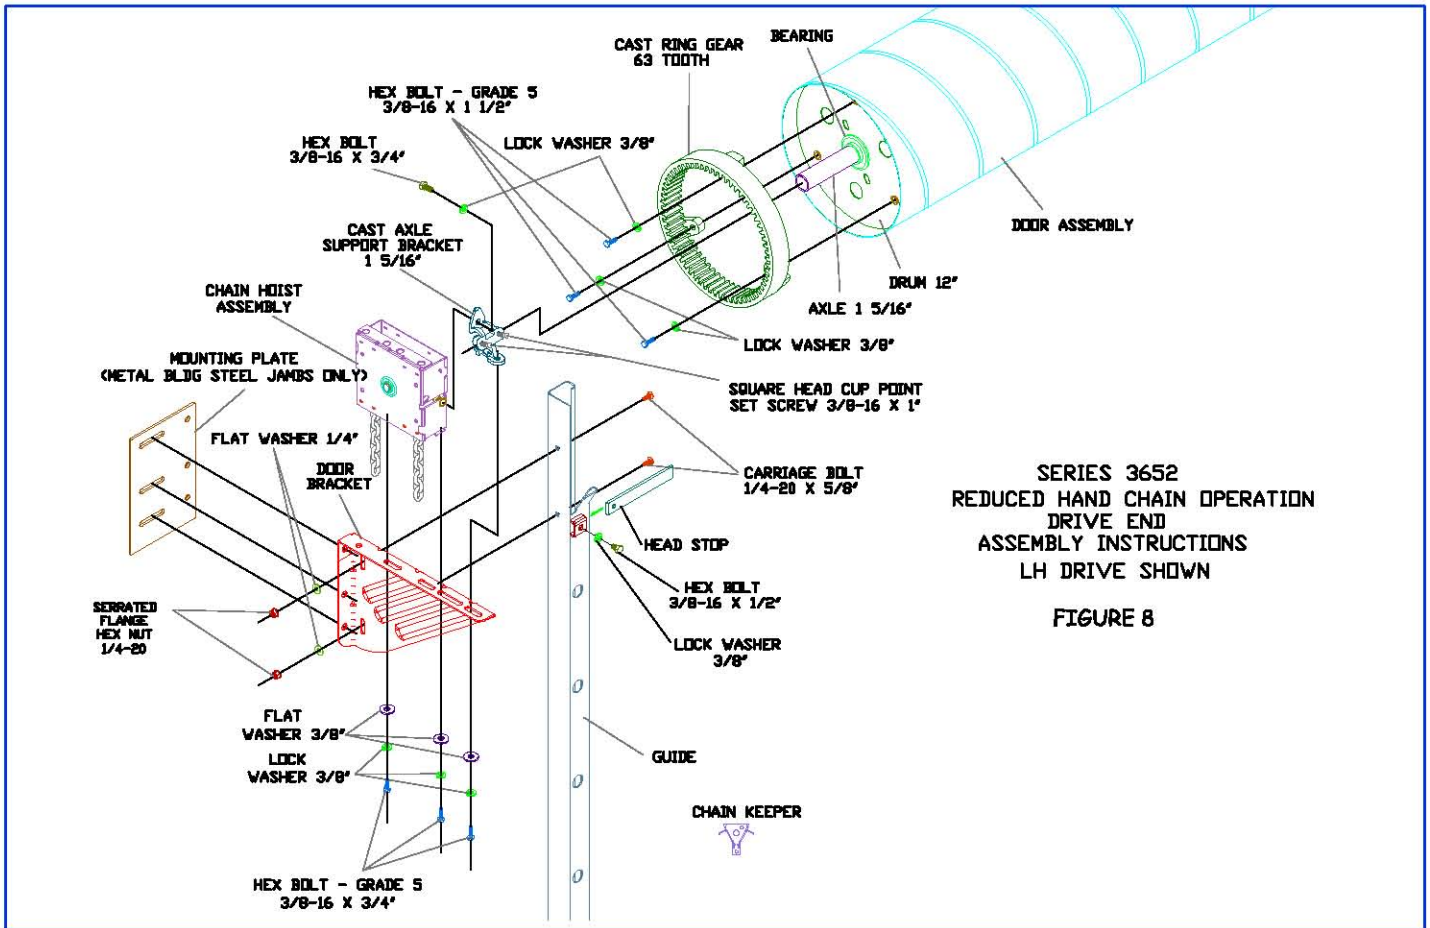 CAST RING GEAR
63 TOOTH
BEARING
HEX BOLT - GRADE 5
3/8-16 X 1 1/2"
HEX BOLT
3/8-16 X 3/4"
LOCK WASHER 3/8"
CAST AXLE
SUPPORT BRACKET
1 5/16"
DOOR ASSEMBLY
DRUM 12"
AXLE 1 5/16"
CHAIN HOIST
ASSEMBLY
LOCK WASHER 3/8"
MOUNTING PLATE
(METAL BLDG STEEL JAMBS ONLY)
SQUARE HEAD CUP POINT
SET SCREW 3/8-16 X 1"
FLAT WASHER 1/4"
DOOR
BRACKET
CARRIAGE BOLT
1/4-20 X 5/8"
SERIES 3652
REDUCED HAND CHAIN OPERATION
DRIVE END
ASSEMBLY INSTRUCTIONS
LH DRIVE SHOWN
FIGURE 8
HEAD STOP
HEX BOLT
3/8-16 X 1/2"
LOCK WASHER
3/8"
SERRATED
FLANGE
HEX NUT
1/4-20
FLAT
WASHER 3/8"
LOCK
WASHER 3/8"
GUIDE
CHAIN KEEPER
HEX BOLT - GRADE 5
3/8-16 X 3/4"